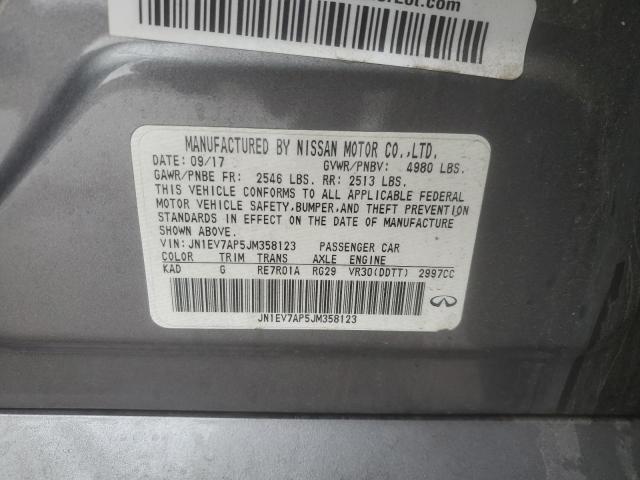 MANUFACTURED BY NISSAN MOTOR CO.,LTD.
DATE: 09/17 GVWR/PNBV: 4980 LBS.
GAWR/PNBE FR: 2546 LBS. RR: 2513 LBS.
THIS VEHICLE CONFORMS TO ALL APPLICABLE FEDERAL
MOTOR VEHICLE SAFETY, BUMPER, AND THEFT PREVENTION
STANDARDS IN EFFECT ON THE DATE OF MANUFACTURE
SHOWN ABOVE.
VIN: JN1EV7AP5JM358123 PASSENGER CAR
COLOR TRIM TRANS AXLE ENGINE
KAD G RE7R01A RG29 VR30(DDTT) 2997CC
JN1EV7AP5JM358123